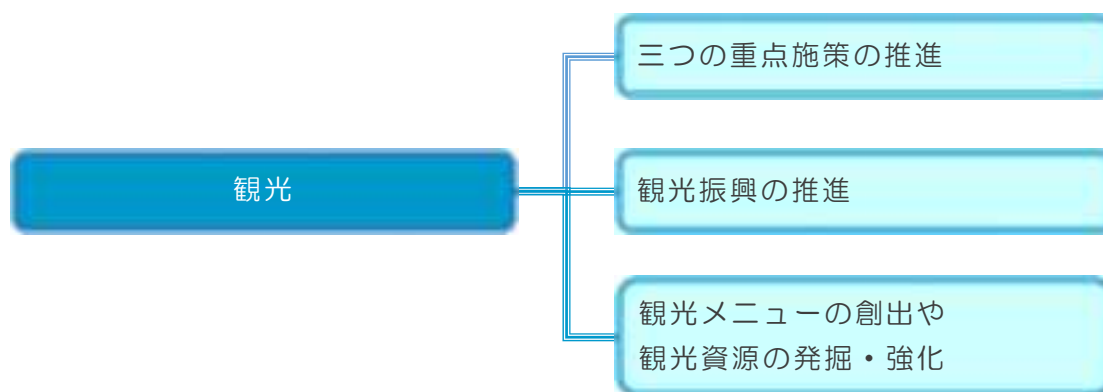 三つの重点施策の推進
観光
観光振興の推進
観光メニューの創出や
観光資源の発掘・強化